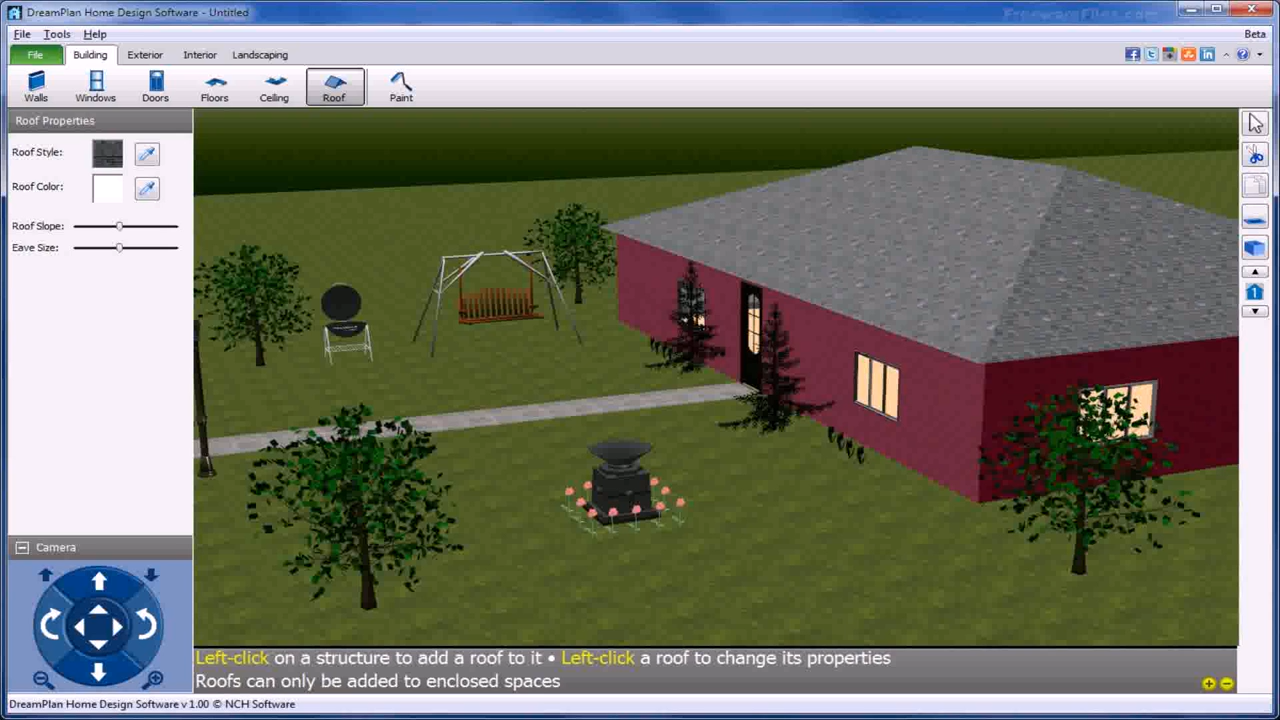 DreamPlan Home Design Software - Untitled
FreewareFiles.com
File Tools Help
Beta
File Building Exterior Interior Landscaping
Walls Windows Doors Floors Ceiling Roof Paint
Roof Properties
Roof Style:
Roof Color:
Roof Slope:
Eave Size:
1
Camera
Left-click on a structure to add a roof to it • Left-click a roof to change its properties
Roofs can only be added to enclosed spaces
DreamPlan Home Design Software v 1.00 © NCH Software